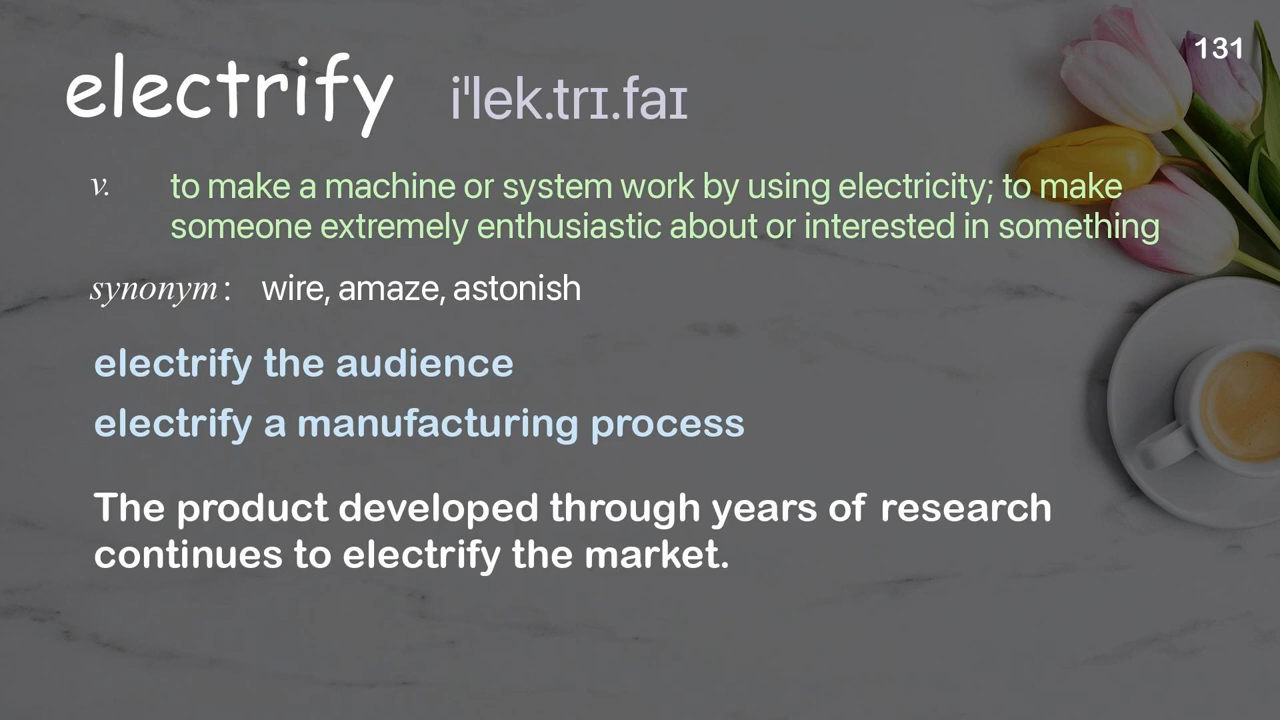 131
electrify iˈlek.trɪ.faɪ
v. to make a machine or system work by using electricity; to make
someone extremely enthusiastic about or interested in something
synonym : wire, amaze, astonish
electrify the audience
electrify a manufacturing process
The product developed through years of research
continues to electrify the market.